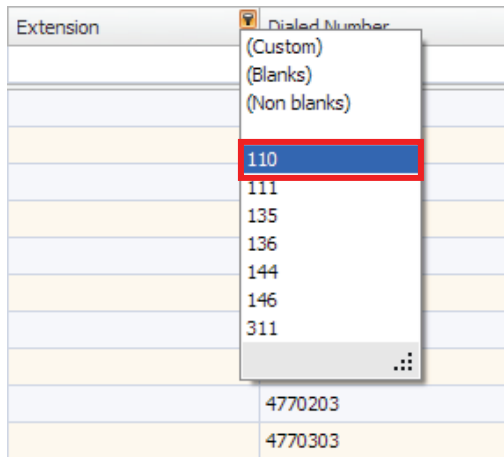 Extension Dialed Number
(Custom)
(Blanks)
(Non blanks)
110
111
135
136
144
146
311
4770203
4770303